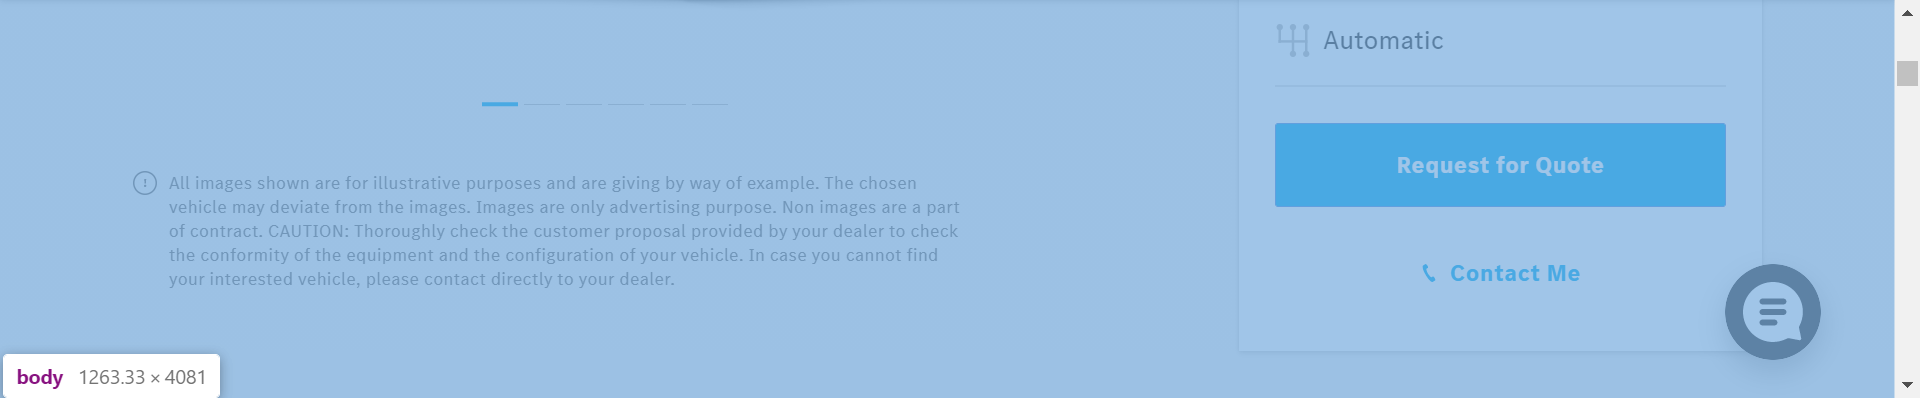 Automatic
Request for Quote
Contact Me
All images shown are for illustrative purposes and are giving by way of example. The chosen
vehicle may deviate from the images. Images are only advertising purpose. Non images are a part
of contract. CAUTION: Thoroughly check the customer proposal provided by your dealer to check
the conformity of the equipment and the configuration of your vehicle. In case you cannot find
your interested vehicle, please contact directly to your dealer.
body 1263.33 × 4081